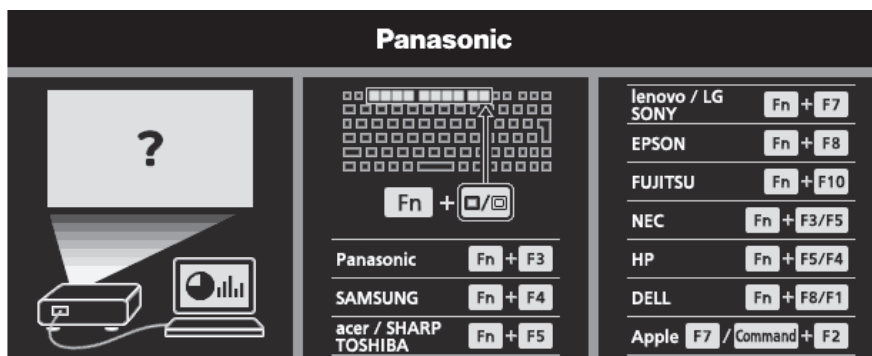 Panasonic
?
Fn + □/▣
Panasonic Fn + F3
SAMSUNG Fn + F4
acer / SHARP
TOSHIBA Fn + F5
lenovo / LG
SONY Fn + F7
EPSON Fn + F8
FUJITSU Fn + F10
NEC Fn + F3/F5
HP Fn + F5/F4
DELL Fn + F8/F1
Apple F7 / Command + F2